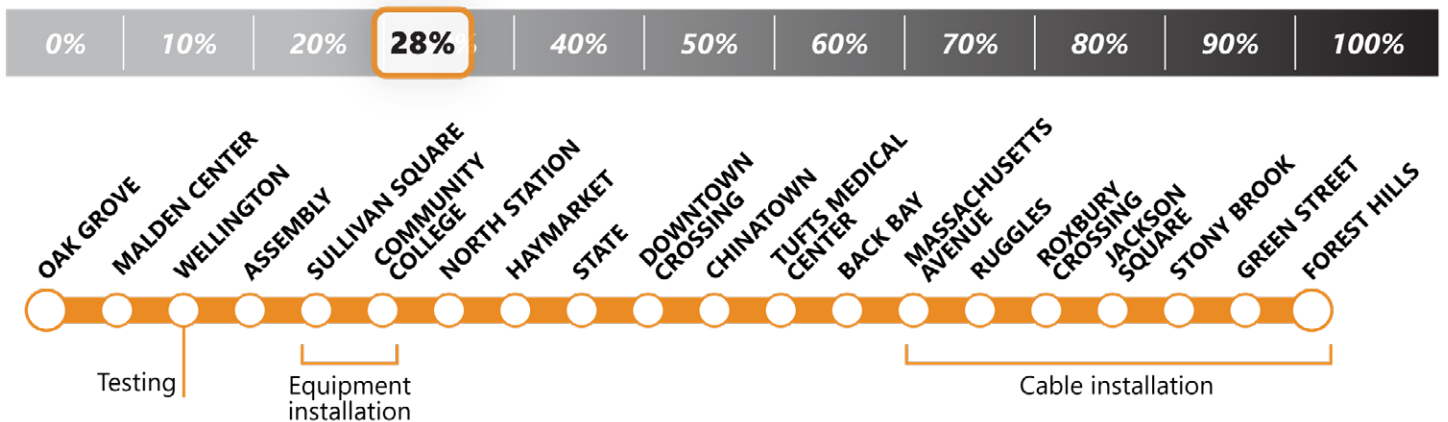 0% 10% 20% 28% % 40% 50% 60% 70% 80% 90% 100%
OAK GROVE
MALDEN CENTER
WELLINGTON
ASSEMBLY
SULLIVAN SQUARE
COMMUNITY
COLLEGE
NORTH STATION
HAYMARKET
STATE
DOWNTOWN
CROSSING
CHINATOWN
TUFTS MEDICAL
CENTER
BACK BAY
MASSACHUSETTS
AVENUE
RUGGLES
ROXBURY
CROSSING
JACKSON
SQUARE
STONY BROOK
GREEN STREET
FOREST HILLS
Testing
Equipment
installation
Cable installation